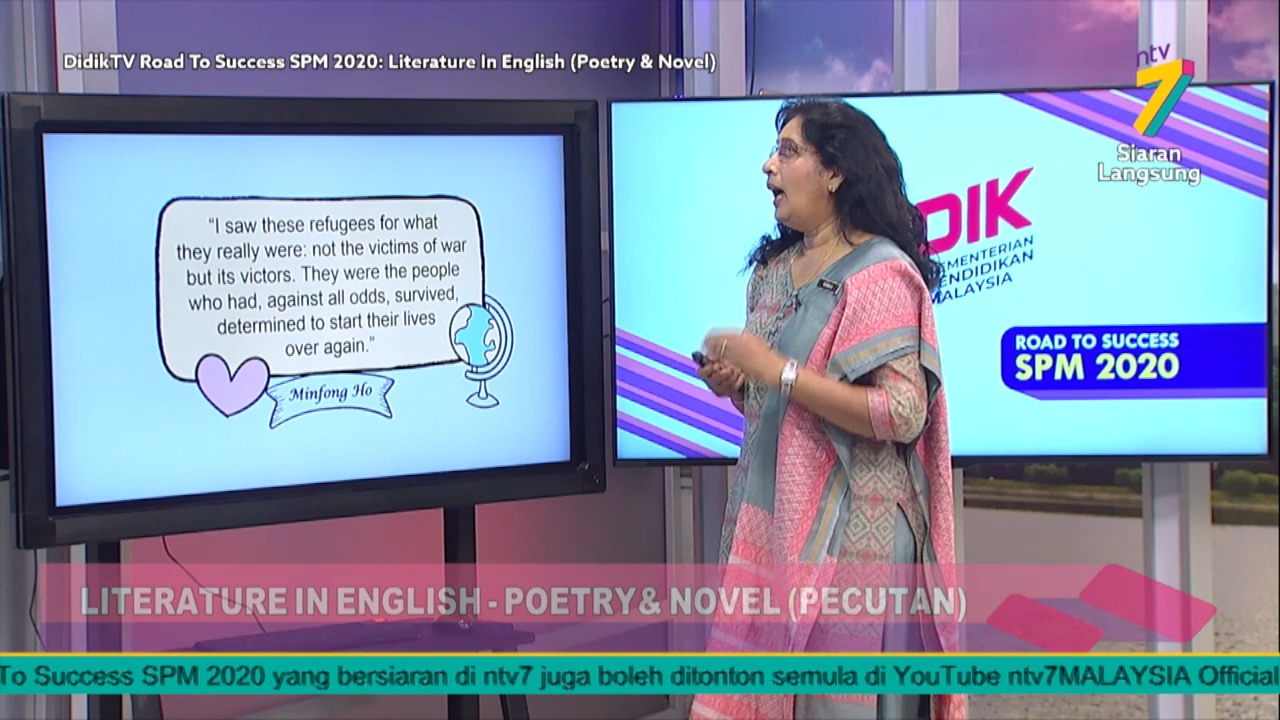 DidikTV Road To Success SPM 2020: Literature In English (Poetry & Novel)
ntv
7
Siaran
Langsung
“I saw these refugees for what
they really were: not the victims of war
but its victors. They were the people
who had, against all odds, survived,
determined to start their lives
over again.”
Minfong Ho
DIK
KEMENTERIAN
PENDIDIKAN
MALAYSIA
ROAD TO SUCCESS
SPM 2020
LITERATURE IN ENGLISH - POETRY & NOVEL (PECUTAN)
To Success SPM 2020 yang bersiaran di ntv7 juga boleh ditonton semula di YouTube ntv7MALAYSIA Official